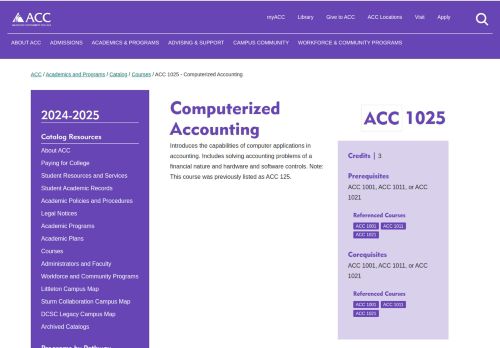 ACC
myACC Library Give to ACC ACC Locations Visit Apply
ABOUT ACC ADMISSIONS ACADEMICS & PROGRAMS ADVISING & SUPPORT CAMPUS COMMUNITY WORKFORCE & COMMUNITY PROGRAMS
ACC / Academics and Programs / Catalog / Courses / ACC 1025 - Computerized Accounting
2024-2025
Catalog Resources
About ACC
Paying for College
Student Resources and Services
Student Academic Records
Academic Policies and Procedures
Legal Notices
Academic Programs
Academic Plans
Courses
Administrators and Faculty
Workforce and Community Programs
Littleton Campus Map
Sturm Collaboration Campus Map
DCSC Legacy Campus Map
Archived Catalogs
Programs by Pathway
Computerized
Accounting
Introduces the capabilities of computer applications in
accounting. Includes solving accounting problems of a
financial nature and hardware and software controls. Note:
This course was previously listed as ACC 125.
ACC 1025
Credits | 3
Prerequisites
ACC 1001, ACC 1011, or ACC
1021
Referenced Courses
ACC 1001 ACC 1011
ACC 1021
Corequisites
ACC 1001, ACC 1011, or ACC
1021
Referenced Courses
ACC 1001 ACC 1011
ACC 1021